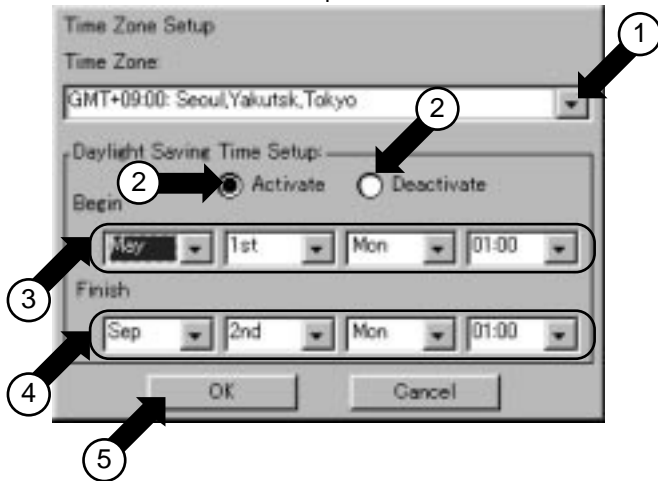 Time Zone Setup
1
Time Zone:
GMT+09:00: Seoul,Yakutsk,Tokyo
2
Daylight Saving Time Setup:
2
Activate
Deactivate
Begin
May 1st Mon 01:00
3
Finish
Sep 2nd Mon 01:00
4
OK Cancel
5